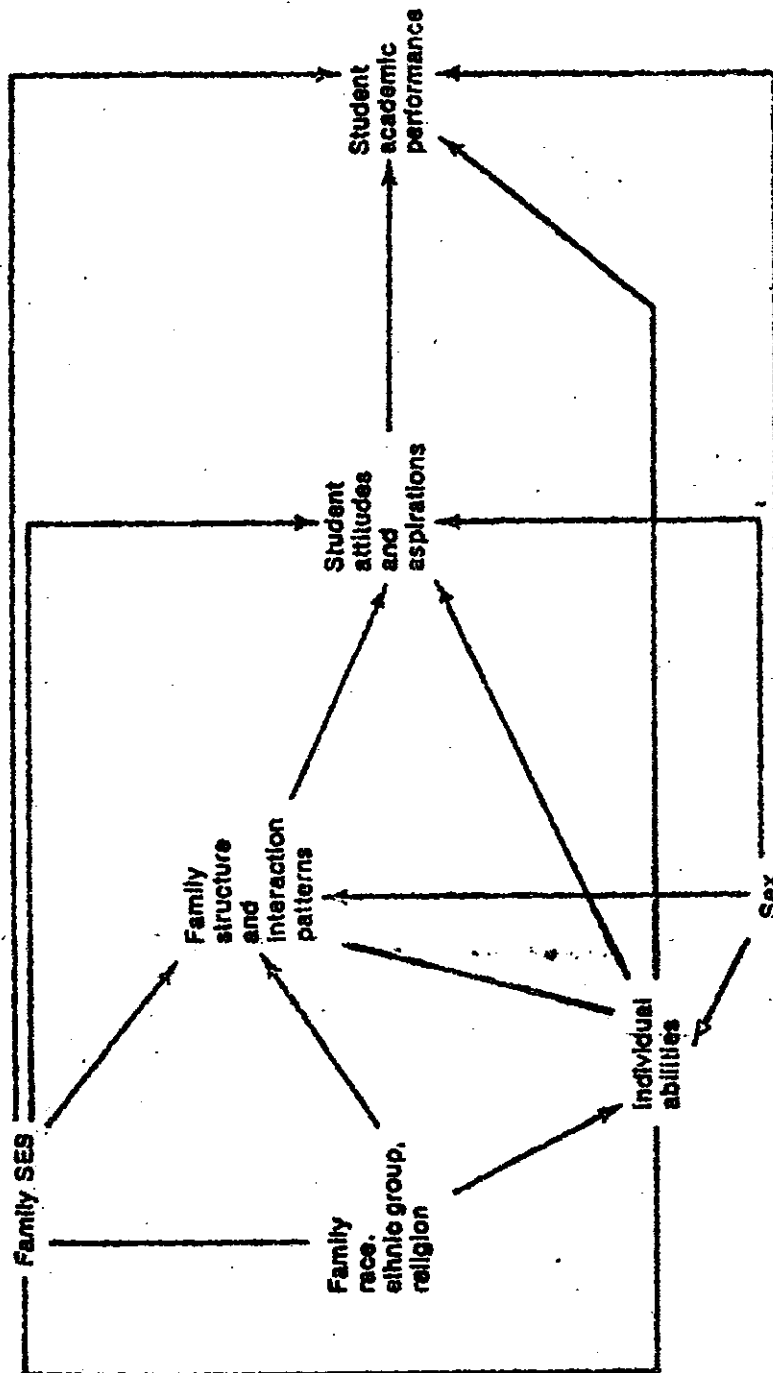 Family SES
Family
race,
ethnic group,
religion
Family
structure
and
interaction
patterns
Individual
abilities
Sex
Student
attitudes
and
aspirations
Student
academic
performance